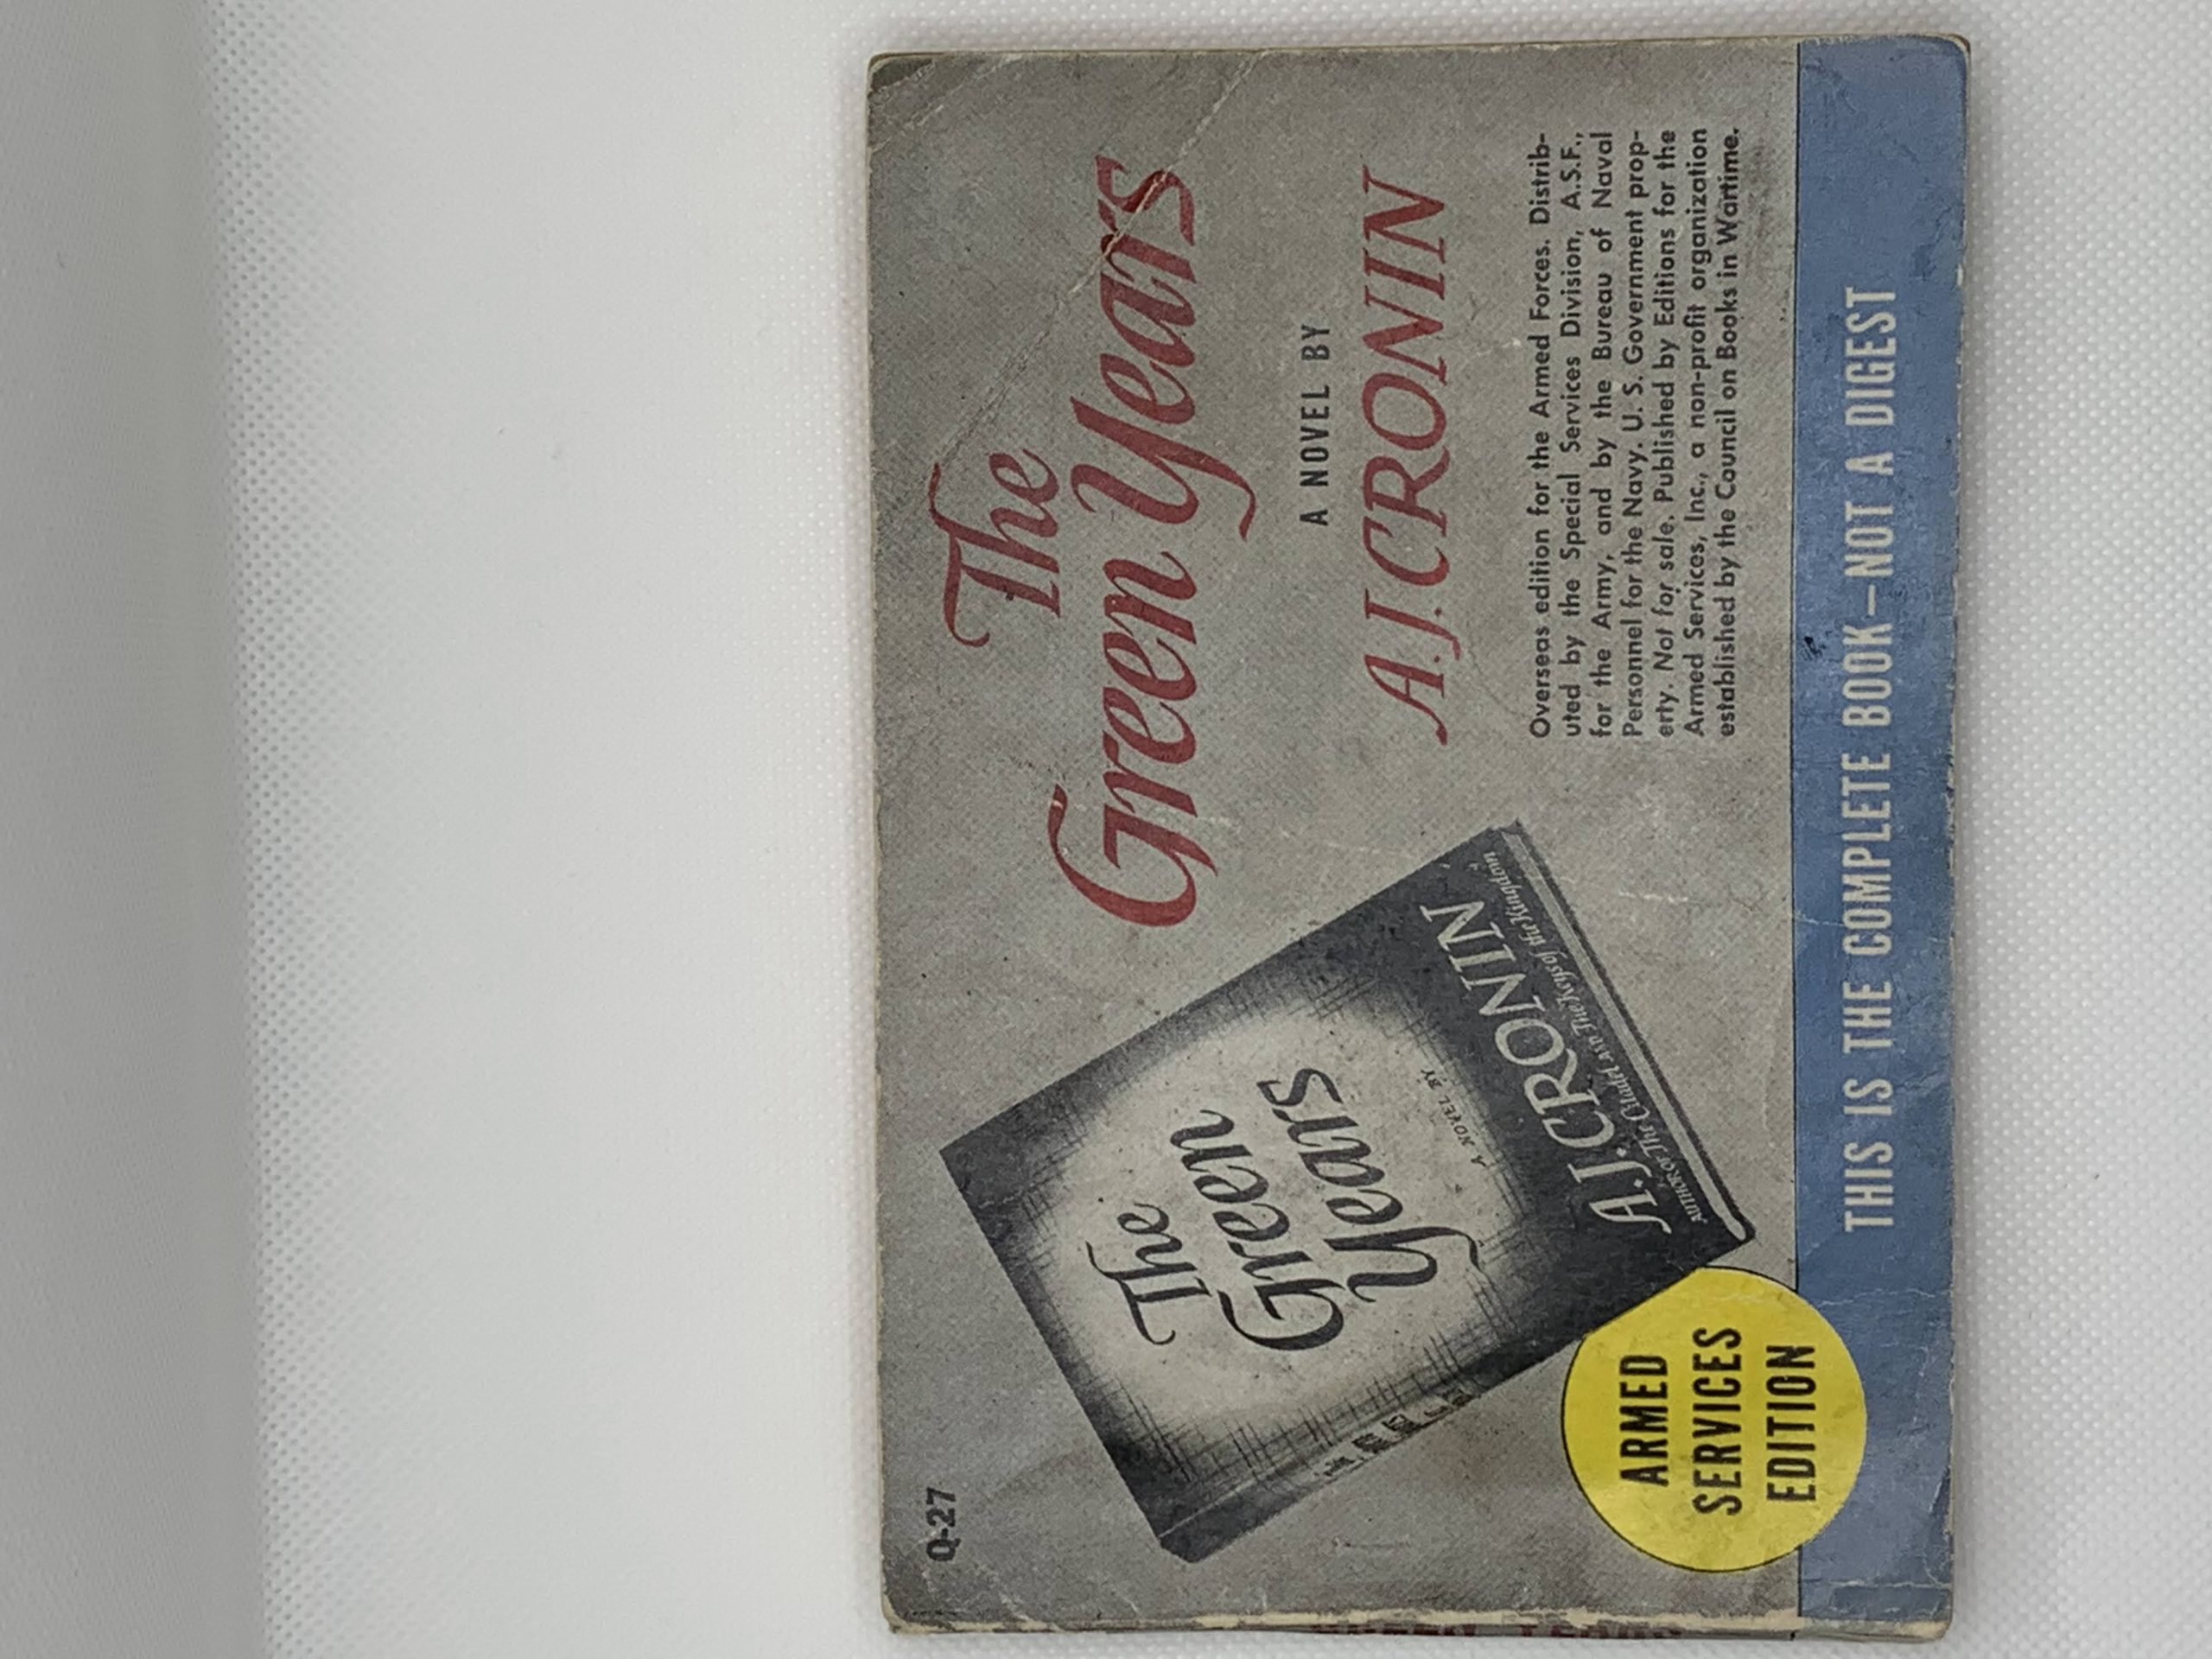 Q-27
The
Green Years
A NOVEL BY
A.J. CRONIN
The
Green
Years
A NOVEL BY
A.J. CRONIN
AUTHOR OF The Citadel AND The Keys of the Kingdom
Overseas edition for the Armed Forces. Distrib-
uted by the Special Services Division, A.S.F.,
for the Army, and by the Bureau of Naval
Personnel for the Navy. U. S. Government prop-
erty. Not for sale. Published by Editions for the
Armed Services, Inc., a non-profit organization
established by the Council on Books in Wartime.
ARMED
SERVICES
EDITION
THIS IS THE COMPLETE BOOK—NOT A DIGEST